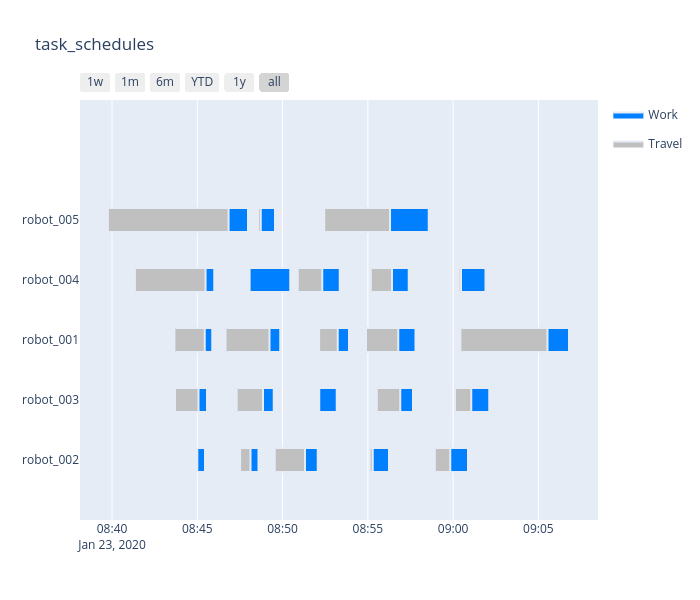 task_schedules
1w 1m 6m YTD 1y all
Work
Travel
robot_005
robot_004
robot_001
robot_003
robot_002
08:40 08:45 08:50 08:55 09:00 09:05
Jan 23, 2020